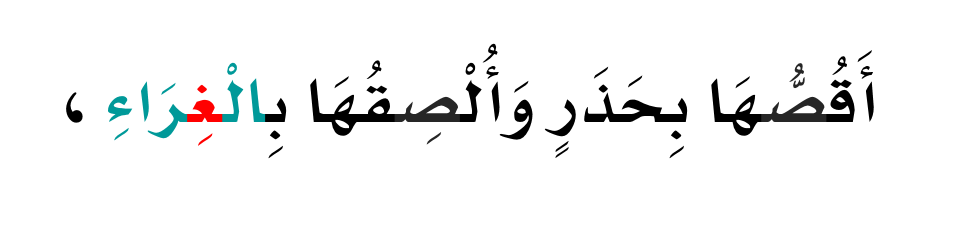 أَقُصُّهَا بِحَذَرٍ وَأُلْصِقُهَا بِالْغِرَاءِ ،